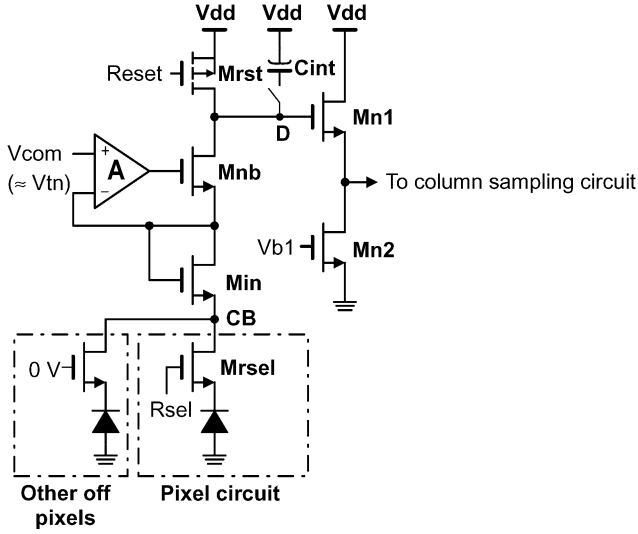 Vdd Vdd Vdd
Reset Mrst Cint
Mn1
D
Vcom + A Mnb
(≈ Vtn) −
To column sampling circuit
Vb1 Mn2
Min
CB
0 V Mrsel
Rsel
Other off pixels
Pixel circuit